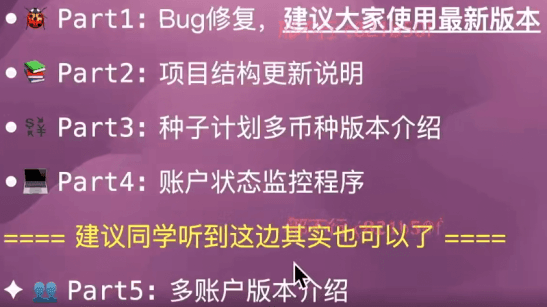 • 🐞 Part1: Bug修复，建议大家使用最新版本
• 📚 Part2: 项目结构更新说明
• 💱 Part3: 种子计划多币种版本介绍
• 💻 Part4: 账户状态监控程序
==== 建议同学听到这边其实也可以了 ====
✦ 👥 Part5: 多账户版本介绍